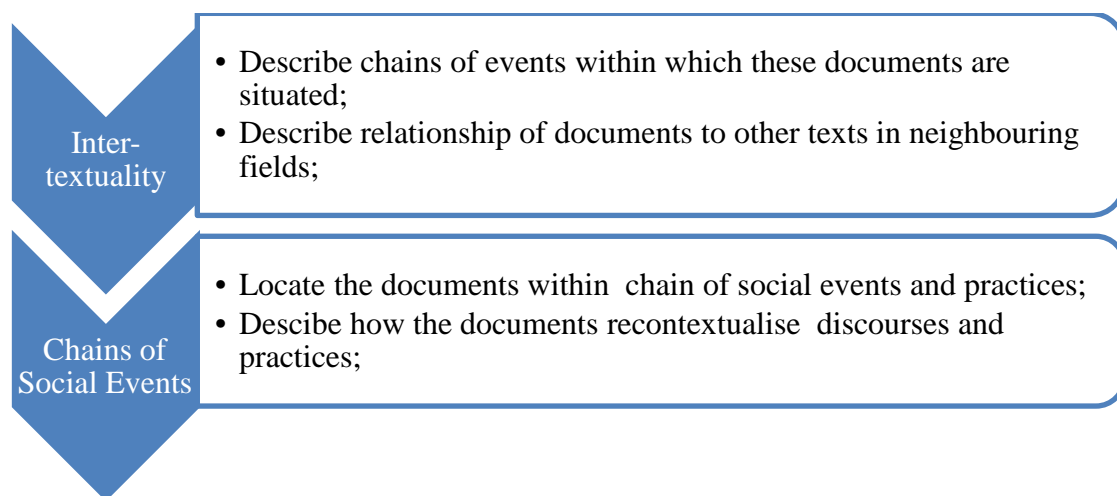 Inter-
textuality
• Describe chains of events within which these documents are
situated;
• Describe relationship of documents to other texts in neighbouring
fields;
Chains of
Social Events
• Locate the documents within  chain of social events and practices;
• Descibe how the documents recontextualise  discourses and
practices;